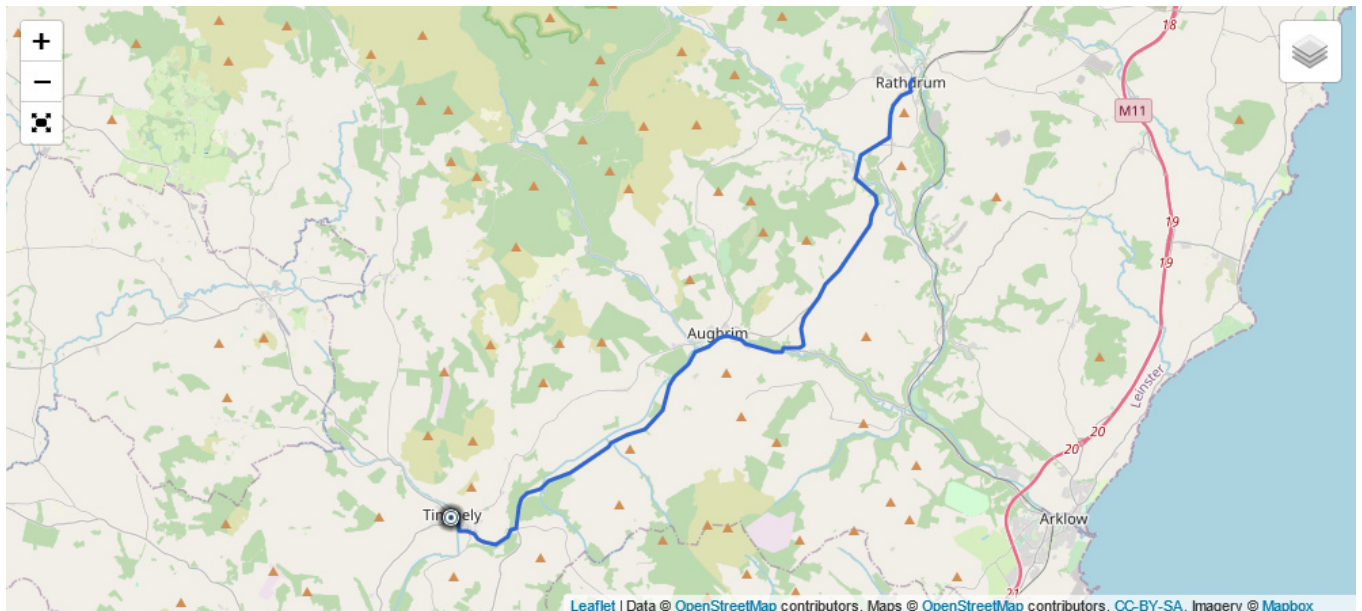 +
−
18
Rathdrum
M11
19
19
Aughrim
Leinster
20
20
Tinahely
Arklow
21
Leaflet | Data © OpenStreetMap contributors, Maps © OpenStreetMap contributors, CC-BY-SA, Imagery © Mapbox